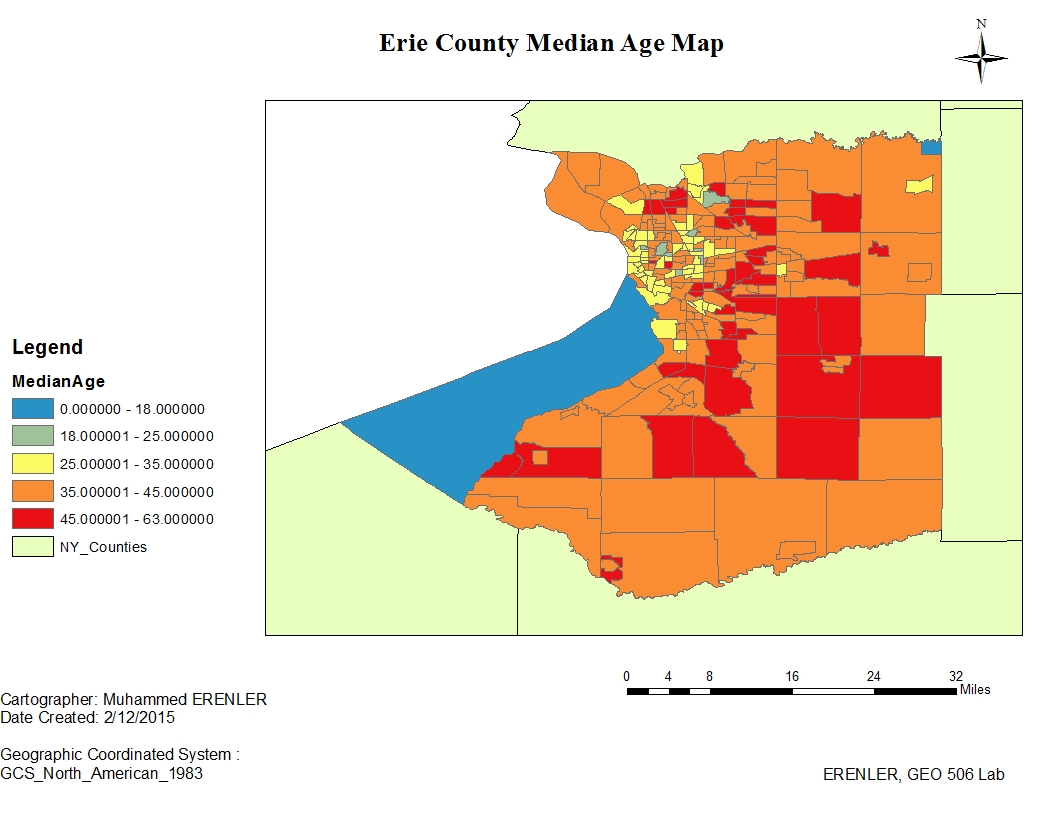 Erie County Median Age Map
N
Legend
MedianAge
0.000000 - 18.000000
18.000001 - 25.000000
25.000001 - 35.000000
35.000001 - 45.000000
45.000001 - 63.000000
NY_Counties
0 4 8 16 24 32
Miles
Cartographer: Muhammed ERENLER
Date Created: 2/12/2015
Geographic Coordinated System :
GCS_North_American_1983
ERENLER, GEO 506 Lab